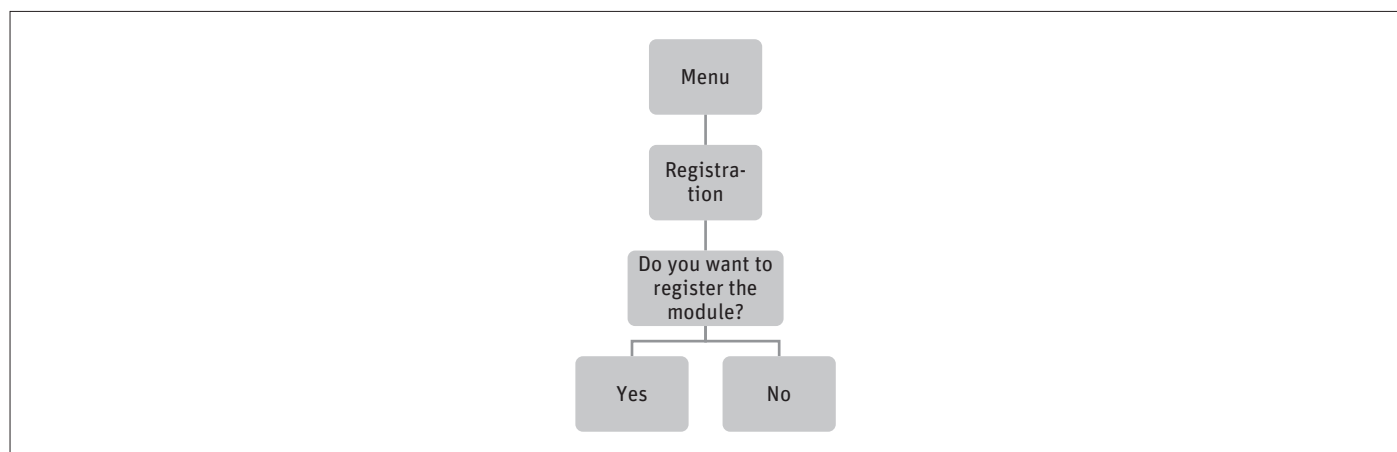 Menu
Registra-
tion
Do you want to
register the
module?
Yes
No